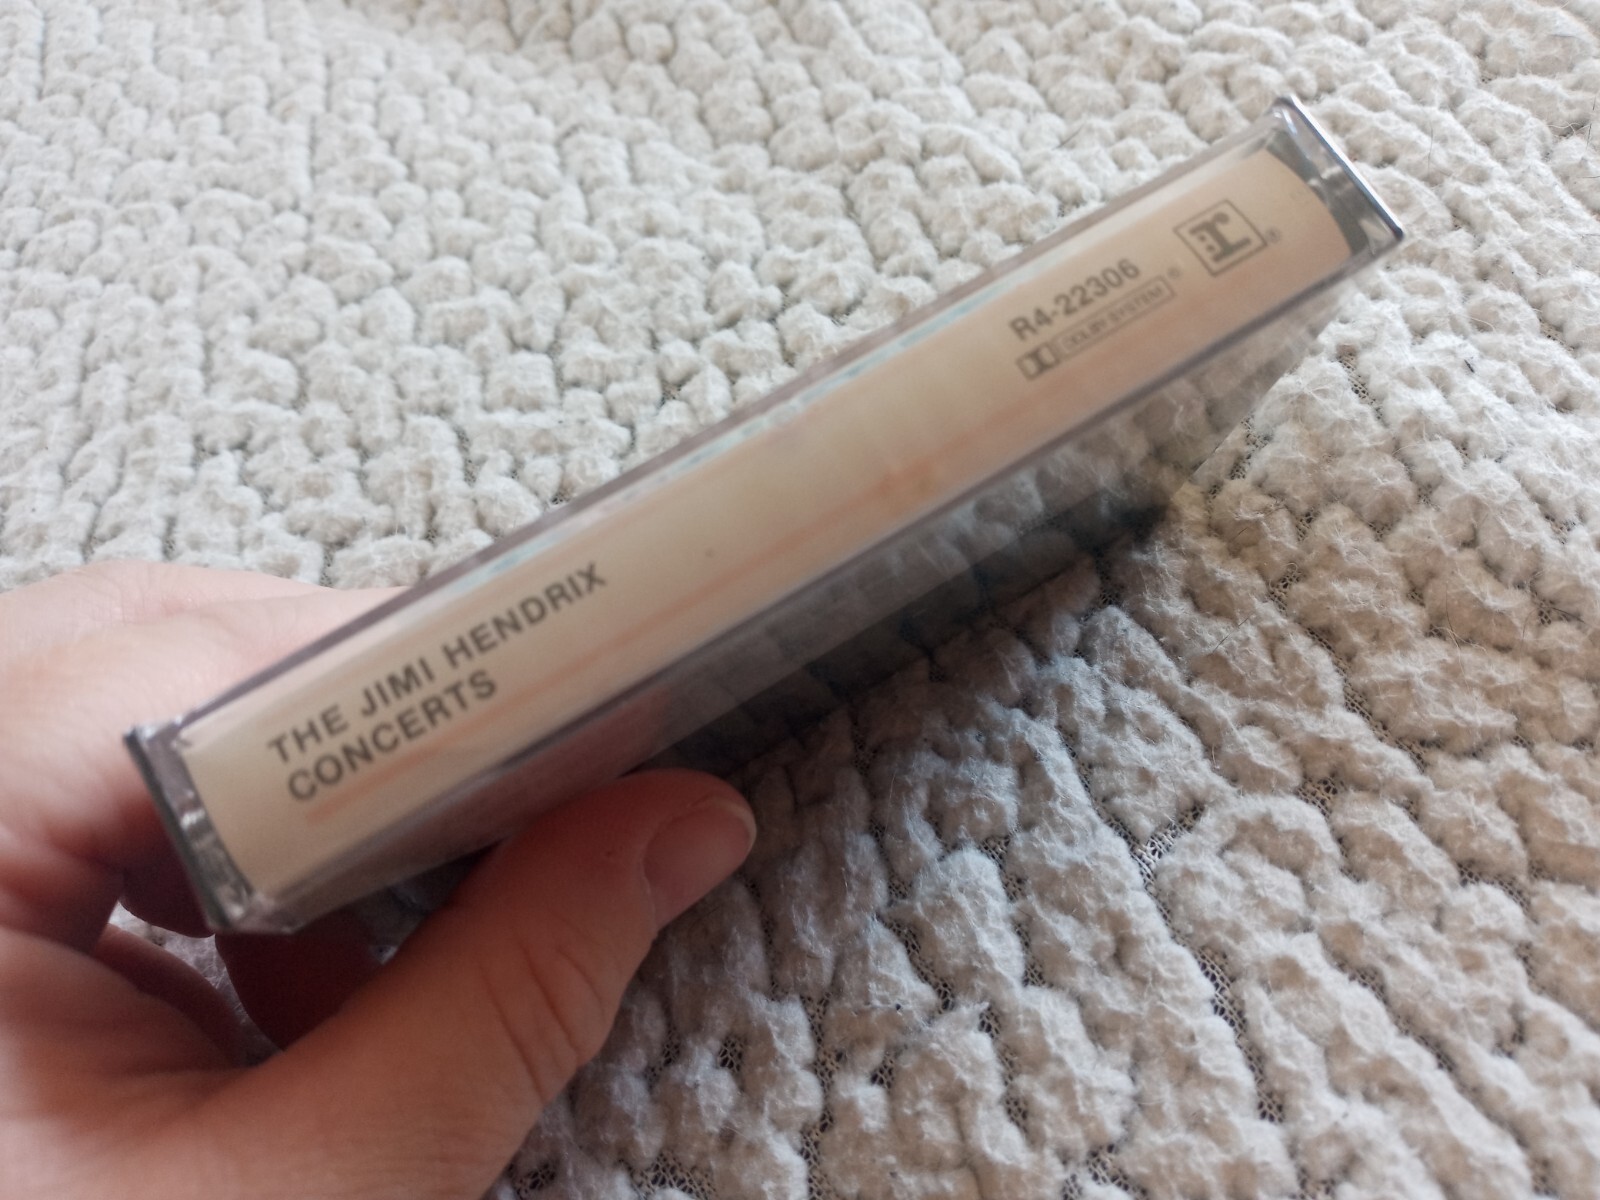 THE JIMI HENDRIX
CONCERTS
R4-22306
DOLBY SYSTEM ®
r ®